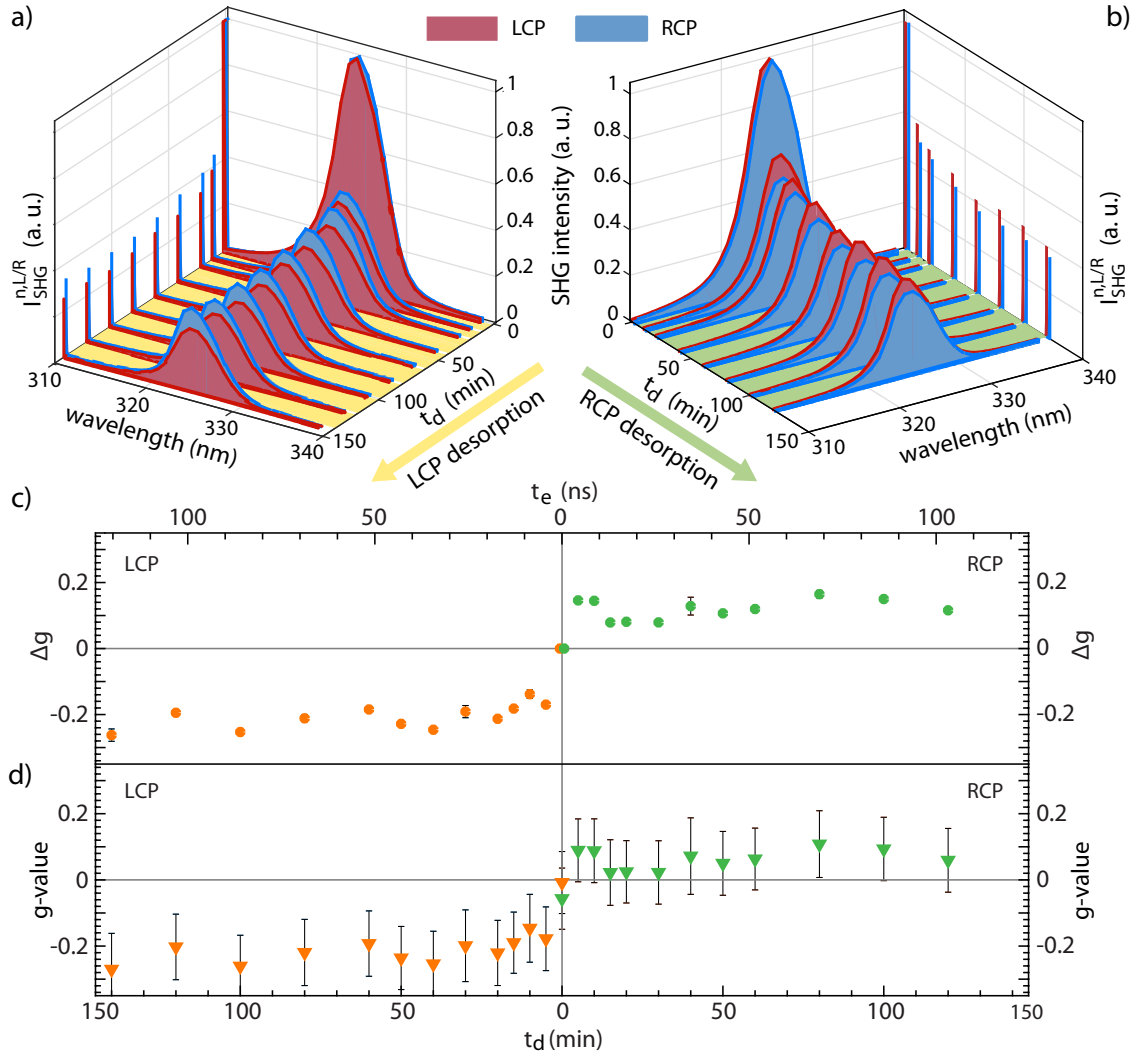 a)
LCP
RCP
b)
1
0.8
0.6
0.4
0.2
0
SHG intensity (a. u.)
1
0.8
0.6
0.4
0.2
0
I n,L/R SHG (a. u.)
I n,L/R SHG (a. u.)
310
320
330
340
wavelength (nm)
0
50
100
150
t_d (min)
LCP desorption
0
50
100
150
t_d (min)
RCP desorption
310
320
330
340
wavelength (nm)
c)
t_e (ns)
100 50 0 50 100
LCP RCP
0.2 0.2
Δg 0 0 Δg
-0.2 -0.2
d)
LCP RCP
0.2 0.2
g-value 0 0 g-value
-0.2 -0.2
150 100 50 0 50 100 150
t_d (min)